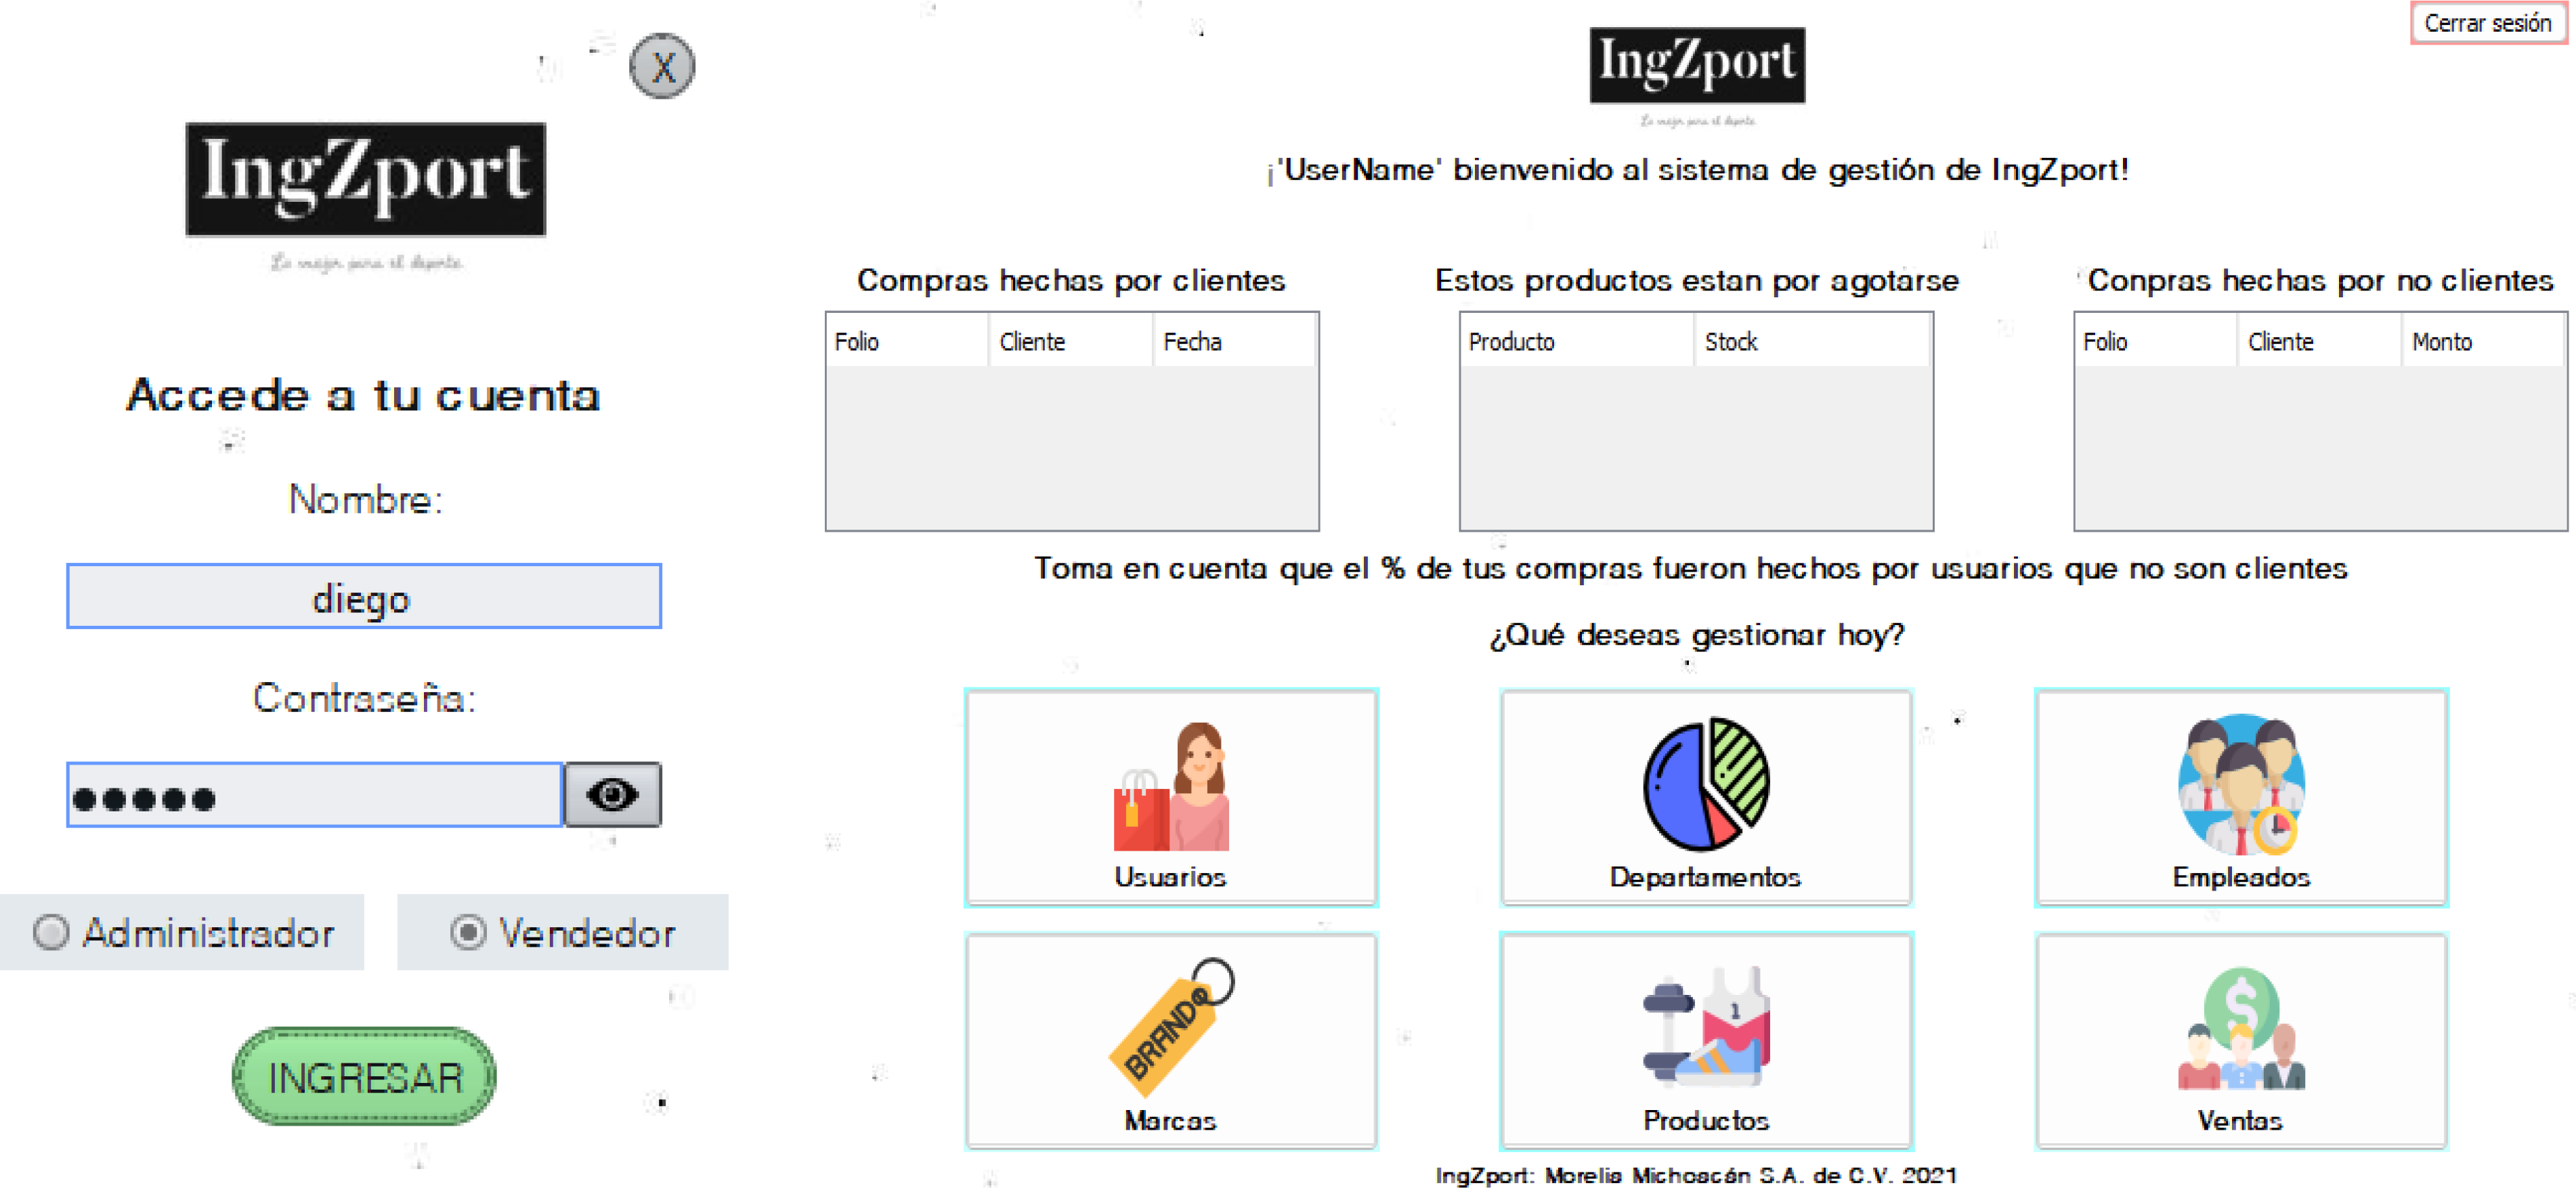 X
IngZport
Lo mejor para el deporte
Accede a tu cuenta
Nombre:
diego
Contraseña:
Administrador
Vendedor
INGRESAR
Cerrar sesión
IngZport
Lo mejor para el deporte
¡'UserName' bienvenido al sistema de gestión de IngZport!
Compras hechas por clientes
Folio Cliente Fecha
Estos productos estan por agotarse
Producto Stock
Conpras hechas por no clientes
Folio Cliente Monto
Toma en cuenta que el % de tus compras fueron hechos por usuarios que no son clientes
¿Qué deseas gestionar hoy?
Usuarios
Departamentos
1
Empleados
BRAND
Marcas
Productos
$
Ventas
IngZport: Morelia Michoacán S.A. de C.V. 2021